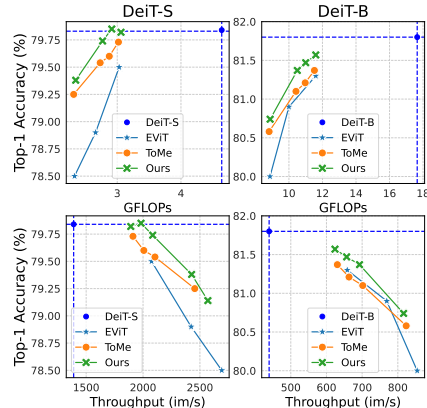 DeiT-S
DeiT-B
Top-1 Accuracy (%)
79.75
79.50
79.25
79.00
78.75
78.50
3
4
DeiT-S
EViT
ToMe
Ours
GFLOPs
82.0
81.5
81.0
80.5
80.0
10
12
14
16
18
DeiT-B
EViT
ToMe
Ours
GFLOPs
Top-1 Accuracy (%)
79.75
79.50
79.25
79.00
78.75
78.50
1500
2000
2500
DeiT-S
EViT
ToMe
Ours
Throughput (im/s)
82.0
81.5
81.0
80.5
80.0
500
600
700
800
DeiT-B
EViT
ToMe
Ours
Throughput (im/s)